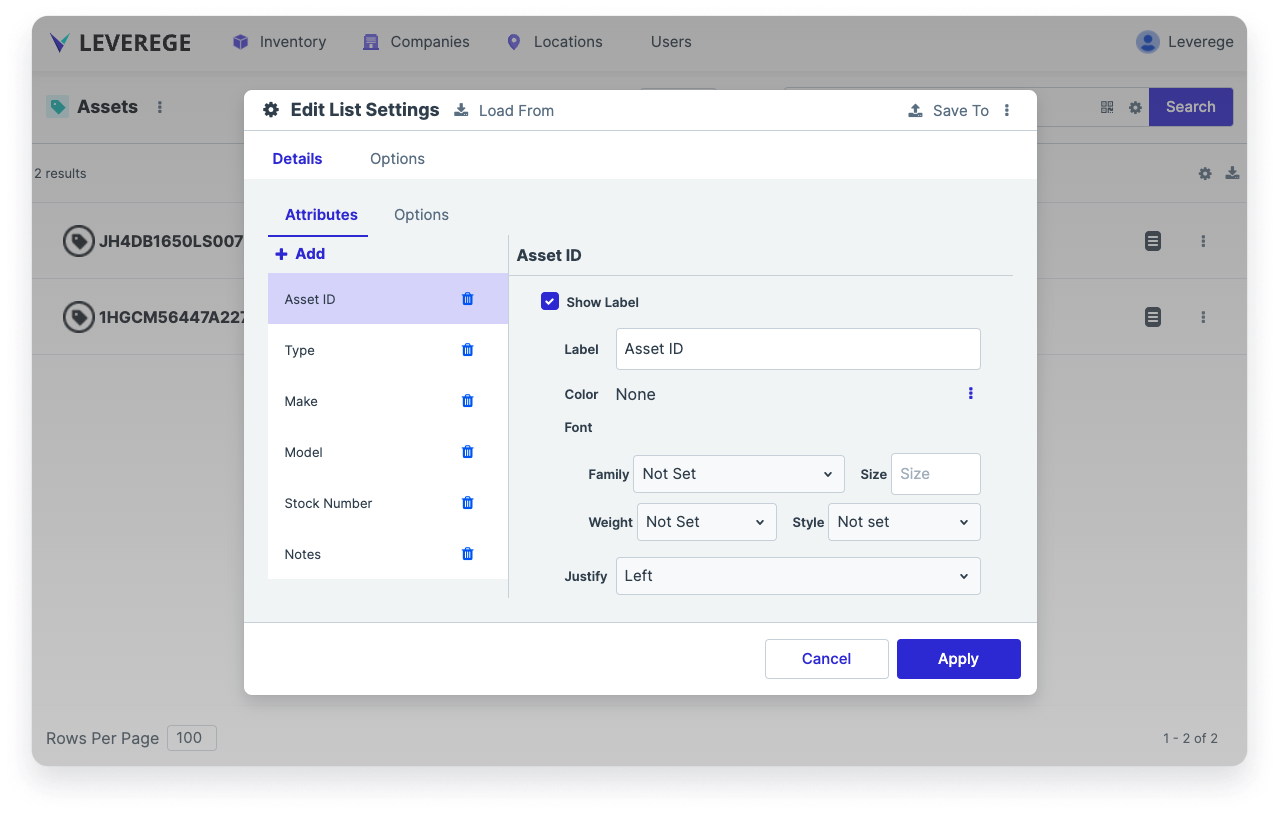 LEVEREGE Inventory Companies Locations Users Leverege
Assets Search
Edit List Settings Load From Save To
Details Options
2 results
Attributes Options
Add
Asset ID
Type
Make
Model
Stock Number
Notes
Asset ID
Show Label
Label Asset ID
Color None
Font
Family Not Set Size Size
Weight Not Set Style Not set
Justify Left
JH4DB1650LS007
1HGCM56447A227
Cancel Apply
Rows Per Page 100 1 - 2 of 2